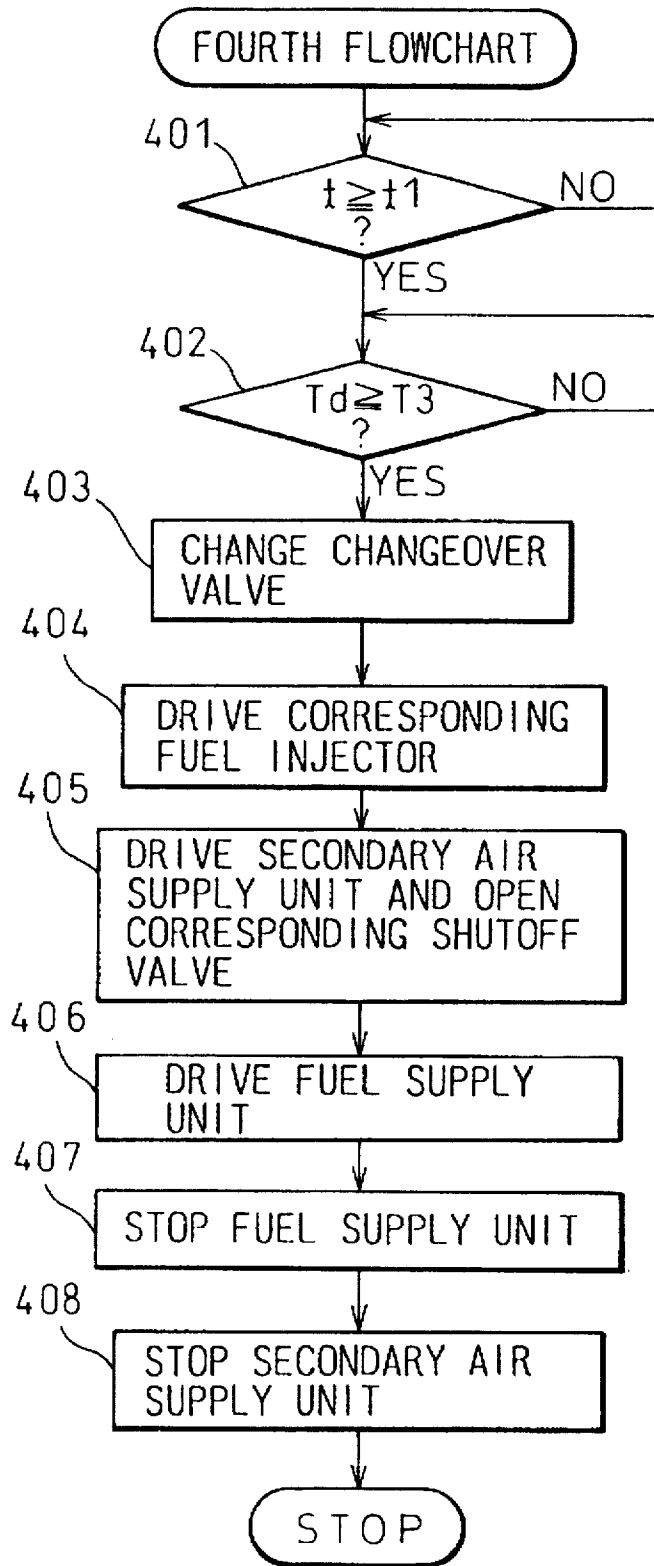 FOURTH FLOWCHART
401
t ≧ t1
?
NO
YES
402
Td ≧ T3
?
NO
YES
403
CHANGE CHANGEOVER
VALVE
404
DRIVE CORRESPONDING
FUEL INJECTOR
405
DRIVE SECONDARY AIR
SUPPLY UNIT AND OPEN
CORRESPONDING SHUTOFF
VALVE
406
DRIVE FUEL SUPPLY
UNIT
407
STOP FUEL SUPPLY UNIT
408
STOP SECONDARY AIR
SUPPLY UNIT
STOP